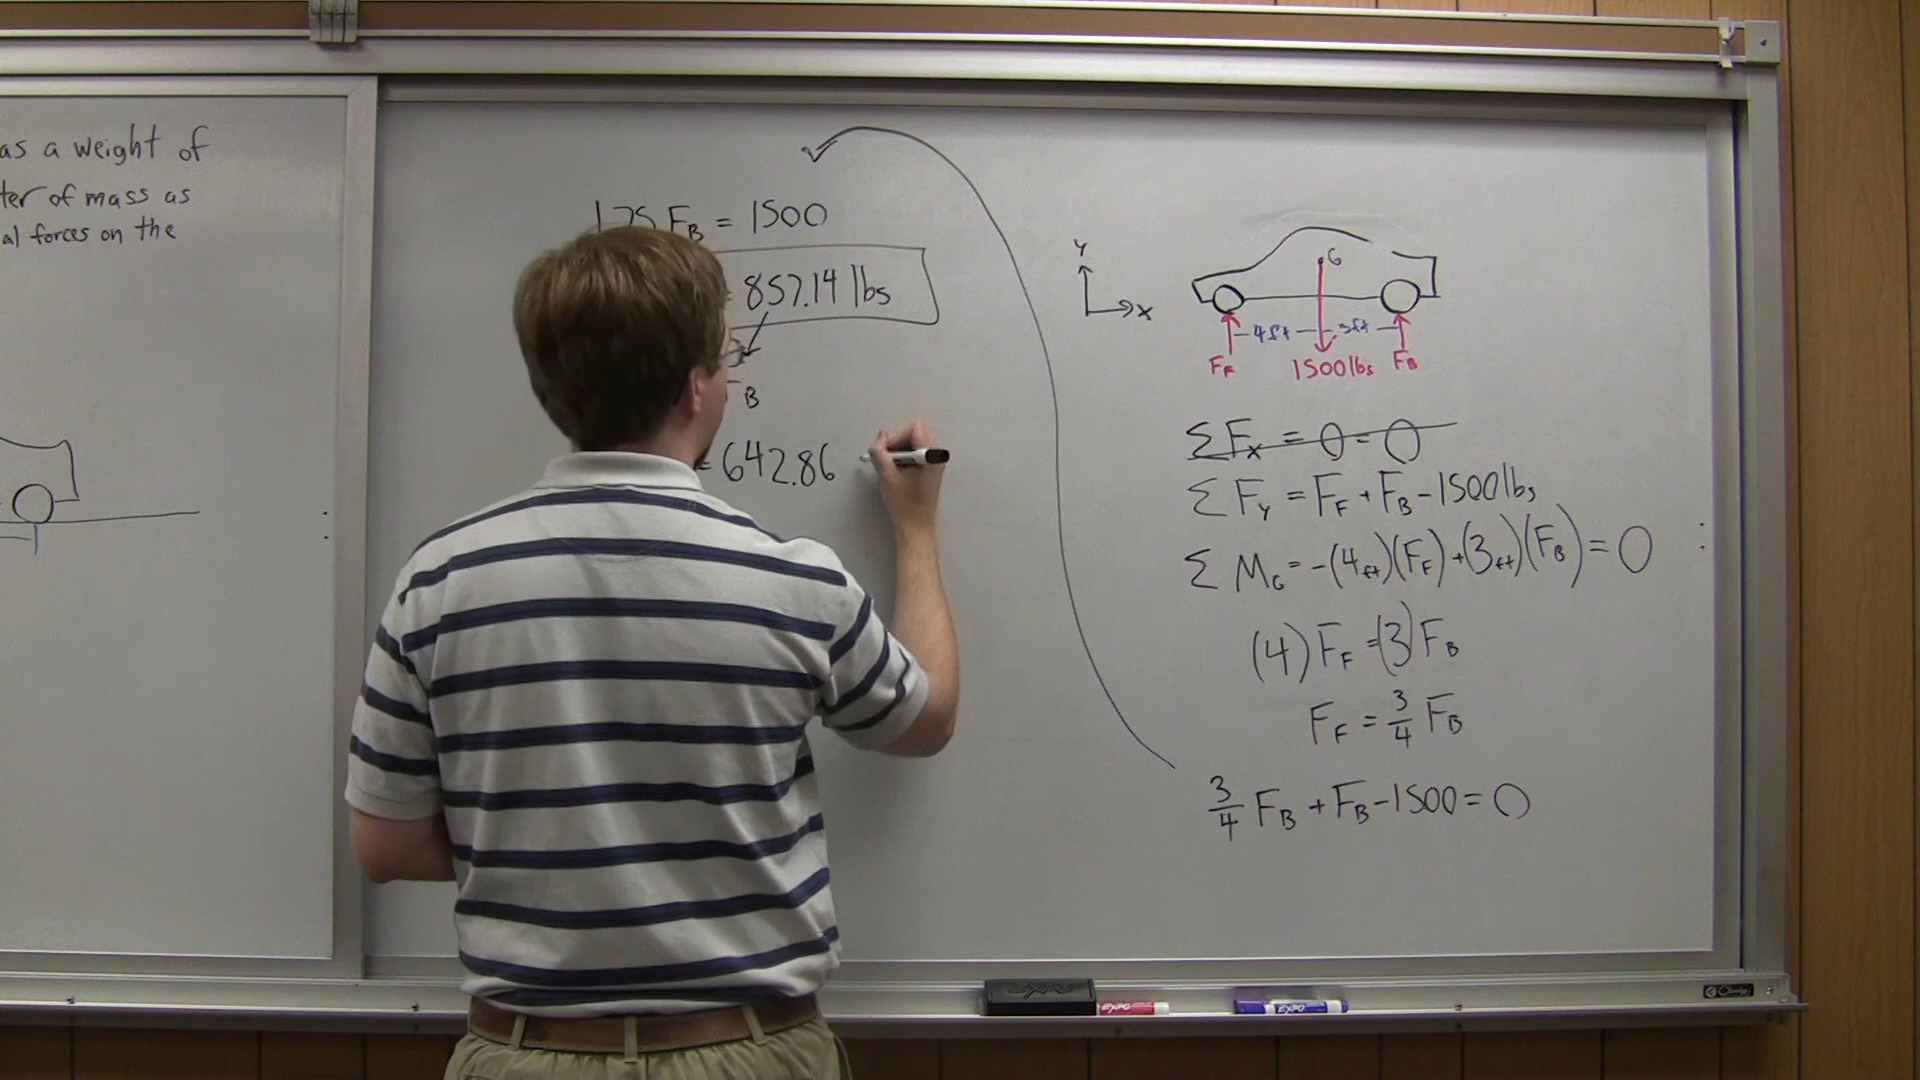 as a weight of
ter of mass as
al forces on the
1.75 F_B = 1500
= 857.14 lbs
B
= 642.86
Y
X
G
4ft
3ft
F_F
1500 lbs
F_B
ΣF_x = 0 = 0
ΣF_y = F_F + F_B - 1500 lbs
ΣM_G = -(4ft)(F_F) + (3ft)(F_B) = 0
(4)F_F = (3)F_B
F_F = 3/4 F_B
3/4 F_B + F_B - 1500 = 0
EXPO
EXPO